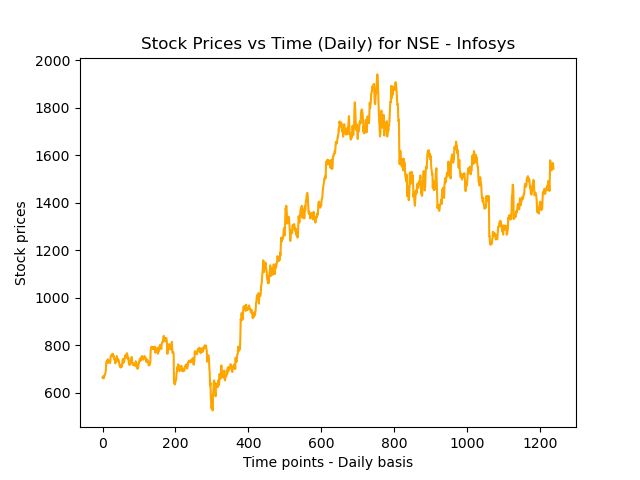 Stock Prices vs Time (Daily) for NSE - Infosys
Stock prices
2000
1800
1600
1400
1200
1000
800
600
0 200 400 600 800 1000 1200
Time points - Daily basis